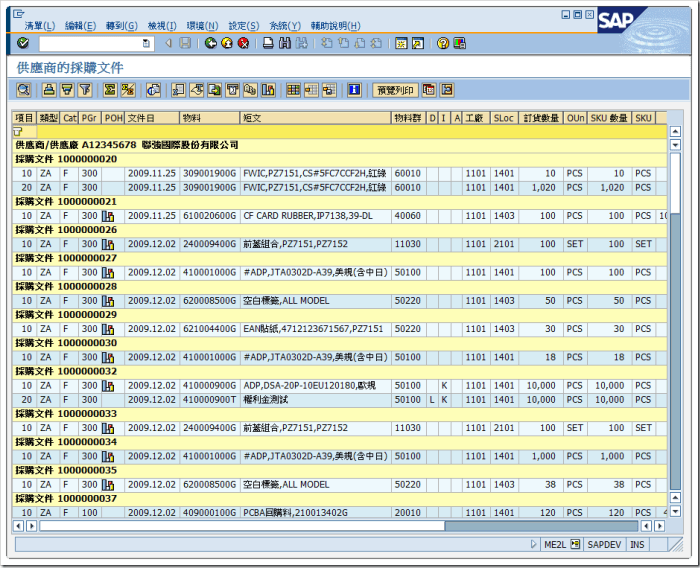 清單(L) 編輯(E) 轉到(G) 檢視(I) 環境(N) 設定(S) 系統(Y) 輔助說明(H)
SAP
供應商的採購文件
預覽列印
項目 類型 Cat PGr POH 文件日 物料 短文 物料群 D I A 工廠 SLoc 訂貨數量 OUn SKU 數量 SKU
供應商/供應廠 A12345678 聯強國際股份有限公司
採購文件 1000000020
10 ZA F 300 2009.11.25 309001900G FWIC,PZ7151,CS#5FC7CCF2H,紅綠 60010 1101 1401 10 PCS 10 PCS
20 ZA F 300 2009.11.25 309001900G FWIC,PZ7151,CS#5FC7CCF2H,紅綠 60010 1101 1401 1,020 PCS 1,020 PCS
採購文件 1000000021
10 ZA F 300 2009.11.25 610020600G CF CARD RUBBER,IP7138,39-DL 40060 1101 1403 100 PCS 100 PCS 10
採購文件 1000000026
10 ZA F 300 2009.12.02 240009400G 前蓋組合,PZ7151,PZ7152 11030 1101 2101 100 SET 100 SET
採購文件 1000000027
10 ZA F 300 2009.12.02 410001000G #ADP,JTA0302D-A39,美規(含中日) 50100 1101 1401 100 PCS 100 PCS
採購文件 1000000028
10 ZA F 300 2009.12.02 620008500G 空白標籤,ALL MODEL 50220 1101 1403 50 PCS 50 PCS
採購文件 1000000029
10 ZA F 300 2009.12.02 621004400G EAN貼紙,4712123671567,PZ7151 50220 1101 1403 30 PCS 30 PCS
採購文件 1000000030
10 ZA F 300 2009.12.02 410001000G #ADP,JTA0302D-A39,美規(含中日) 50100 1101 1401 18 PCS 18 PCS
採購文件 1000000032
10 ZA F 300 2009.12.02 410000900G ADP,DSA-20P-10EU120180,歐規 50100 I K 1101 1401 10,000 PCS 10,000 PCS
20 ZA F 300 2009.12.02 410000900T 權利金測試 50100 L K 1101 1401 10,000 PCS 10,000 PCS
採購文件 1000000033
10 ZA F 300 2009.12.02 240009400G 前蓋組合,PZ7151,PZ7152 11030 1101 2101 100 SET 100 SET
採購文件 1000000034
10 ZA F 300 2009.12.02 410001000G #ADP,JTA0302D-A39,美規(含中日) 50100 1101 1401 1,000 PCS 1,000 PCS
採購文件 1000000035
10 ZA F 300 2009.12.02 620008500G 空白標籤,ALL MODEL 50220 1101 1403 38 PCS 38 PCS
採購文件 1000000037
10 ZA F 100 2009.12.02 409000100G PCBA回購料,210013402G 20010 1101 1401 120 PCS 120 PCS 4
ME2L SAPDEV INS